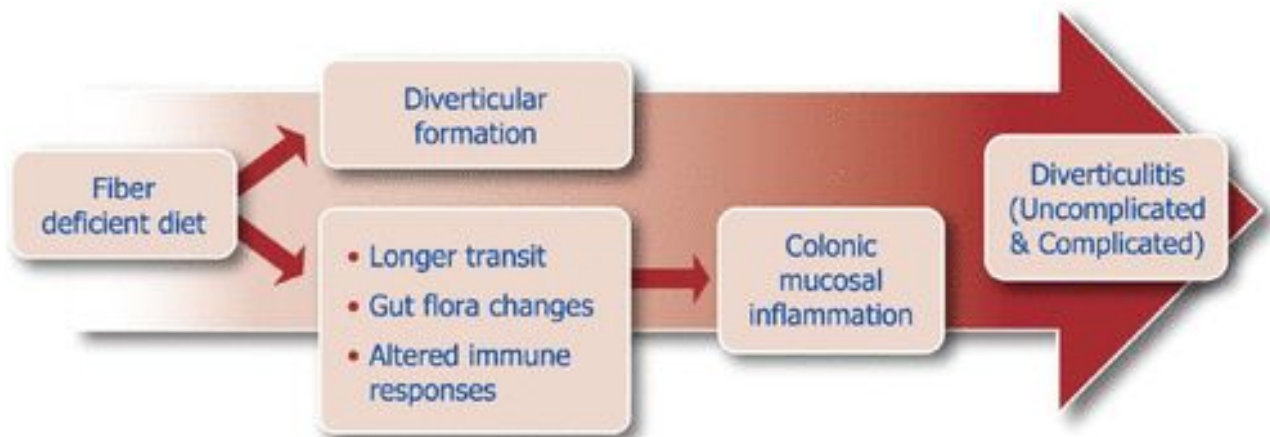 Fiber
deficient diet
Diverticular
formation
• Longer transit
• Gut flora changes
• Altered immune
responses
Colonic
mucosal
inflammation
Diverticulitis
(Uncomplicated
& Complicated)